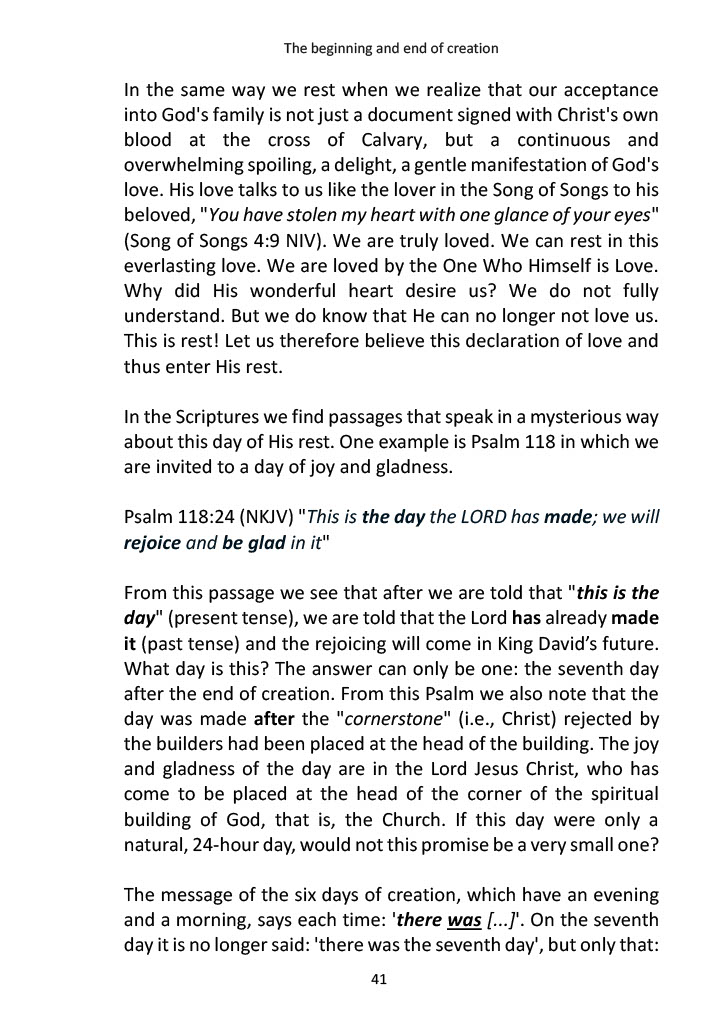 The beginning and end of creation
In the same way we rest when we realize that our acceptance
into God's family is not just a document signed with Christ's own
blood at the cross of Calvary, but a continuous and
overwhelming spoiling, a delight, a gentle manifestation of God's
love. His love talks to us like the lover in the Song of Songs to his
beloved, "You have stolen my heart with one glance of your eyes"
(Song of Songs 4:9 NIV). We are truly loved. We can rest in this
everlasting love. We are loved by the One Who Himself is Love.
Why did His wonderful heart desire us? We do not fully
understand. But we do know that He can no longer not love us.
This is rest! Let us therefore believe this declaration of love and
thus enter His rest.
In the Scriptures we find passages that speak in a mysterious way
about this day of His rest. One example is Psalm 118 in which we
are invited to a day of joy and gladness.
Psalm 118:24 (NKJV) "This is the day the LORD has made; we will
rejoice and be glad in it"
From this passage we see that after we are told that "this is the
day" (present tense), we are told that the Lord has already made
it (past tense) and the rejoicing will come in King David’s future.
What day is this? The answer can only be one: the seventh day
after the end of creation. From this Psalm we also note that the
day was made after the "cornerstone" (i.e., Christ) rejected by
the builders had been placed at the head of the building. The joy
and gladness of the day are in the Lord Jesus Christ, who has
come to be placed at the head of the corner of the spiritual
building of God, that is, the Church. If this day were only a
natural, 24-hour day, would not this promise be a very small one?
The message of the six days of creation, which have an evening
and a morning, says each time: 'there was [...]'. On the seventh
day it is no longer said: 'there was the seventh day', but only that:
41